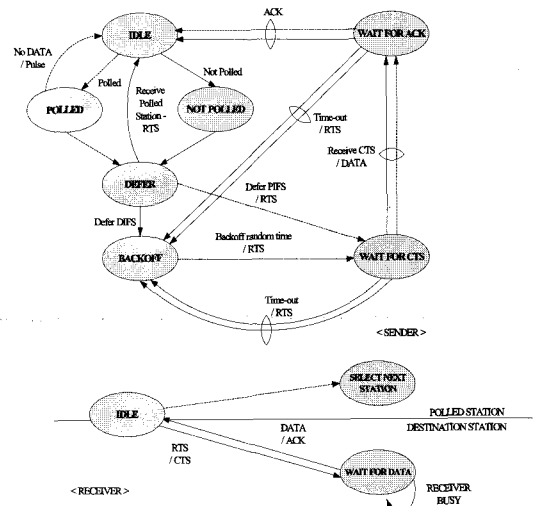 ACK
IDLE
WAIT FOR ACK
No DATA
/ Pulse
Polled
Receive
Polled
Station -
RTS
Not Polled
POLLED
NOT POLLED
Time-out
/ RTS
Receive CTS
/ DATA
DEFER
Defer PIFS
/ RTS
Defer DIFS
Backoff random time
/ RTS
BACKOFF
WAIT FOR CTS
Time-out
/ RTS
< SENDER >
SELECT NEXT
STATION
IDLE
POLLED STATION
DATA
/ ACK
DESTINATION STATION
RTS
/ CTS
WAIT FOR DATA
< RECEIVER >
RECEIVER
BUSY